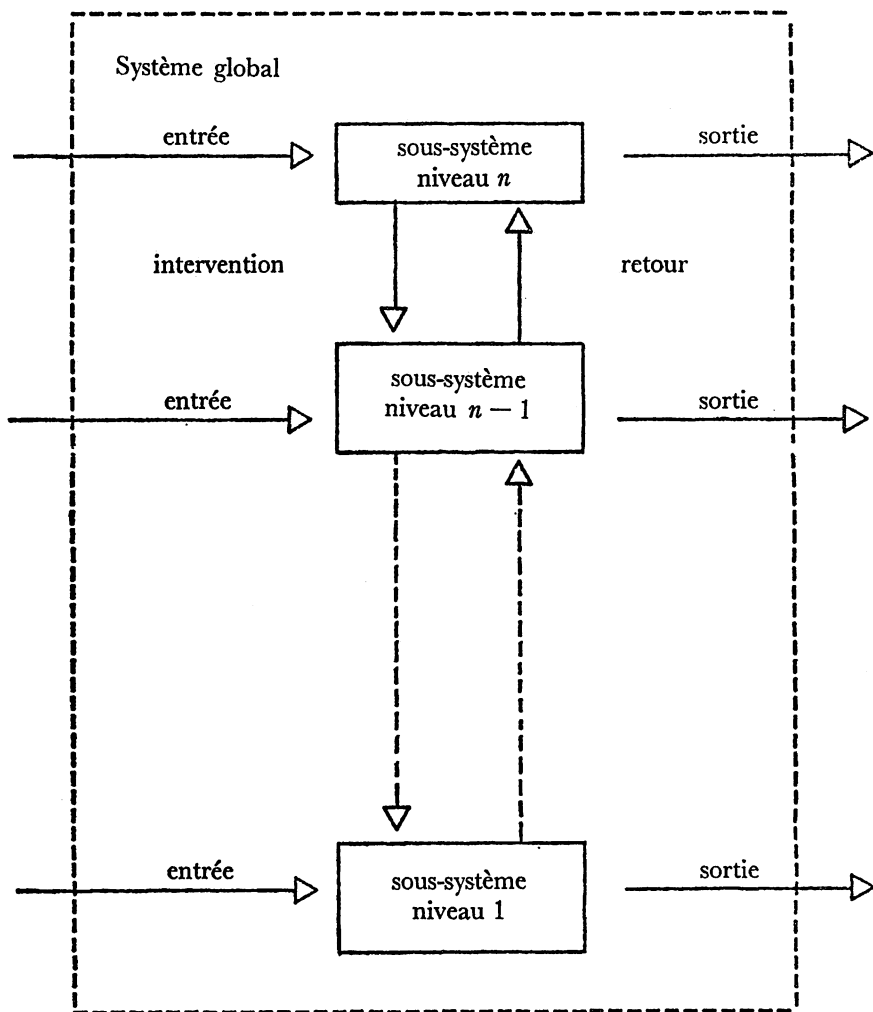 Système global
entrée
sous-système
niveau n
sortie
intervention
retour
entrée
sous-système
niveau n — 1
sortie
entrée
sous-système
niveau 1
sortie